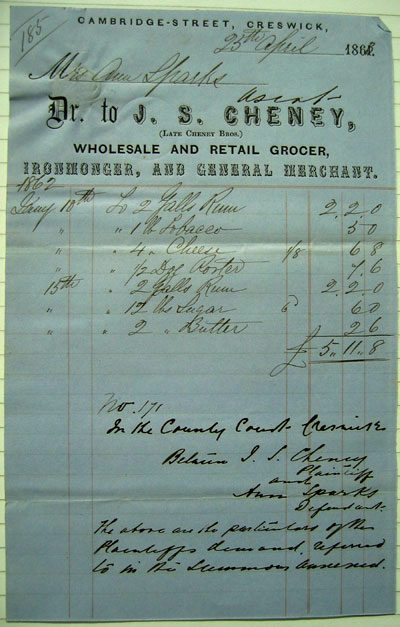 185
CAMBRIDGE-STREET, CRESWICK,
25th April 1862.
Mrs Ann Sparks
Ascot
Dr. to J. S. CHENEY,
(LATE CHENEY BROS.)
WHOLESALE AND RETAIL GROCER,
IRONMONGER, AND GENERAL MERCHANT.
1862
Jany 10th To 2 Galls Rum 2 . 2 . 0
" " 1 lb Tobacco 5 0
" " 4 " Cheese 1/8 6 8
" " 1/2 Doz Porter 7 . 6
15th " 2 Galls Rum 2 . 2 . 0
" " 12 lbs Sugar 6 6 0
" " 2 " Butter 2 6
£ 5 . 11 . 8
No. 171
In the County Court Creswick
Between J. S. Cheney
Plaintiff
and
Ann Sparks
Defendant.
The above are the particulars of the
Plaintiffs demand, referred
to in the Summons annexed.